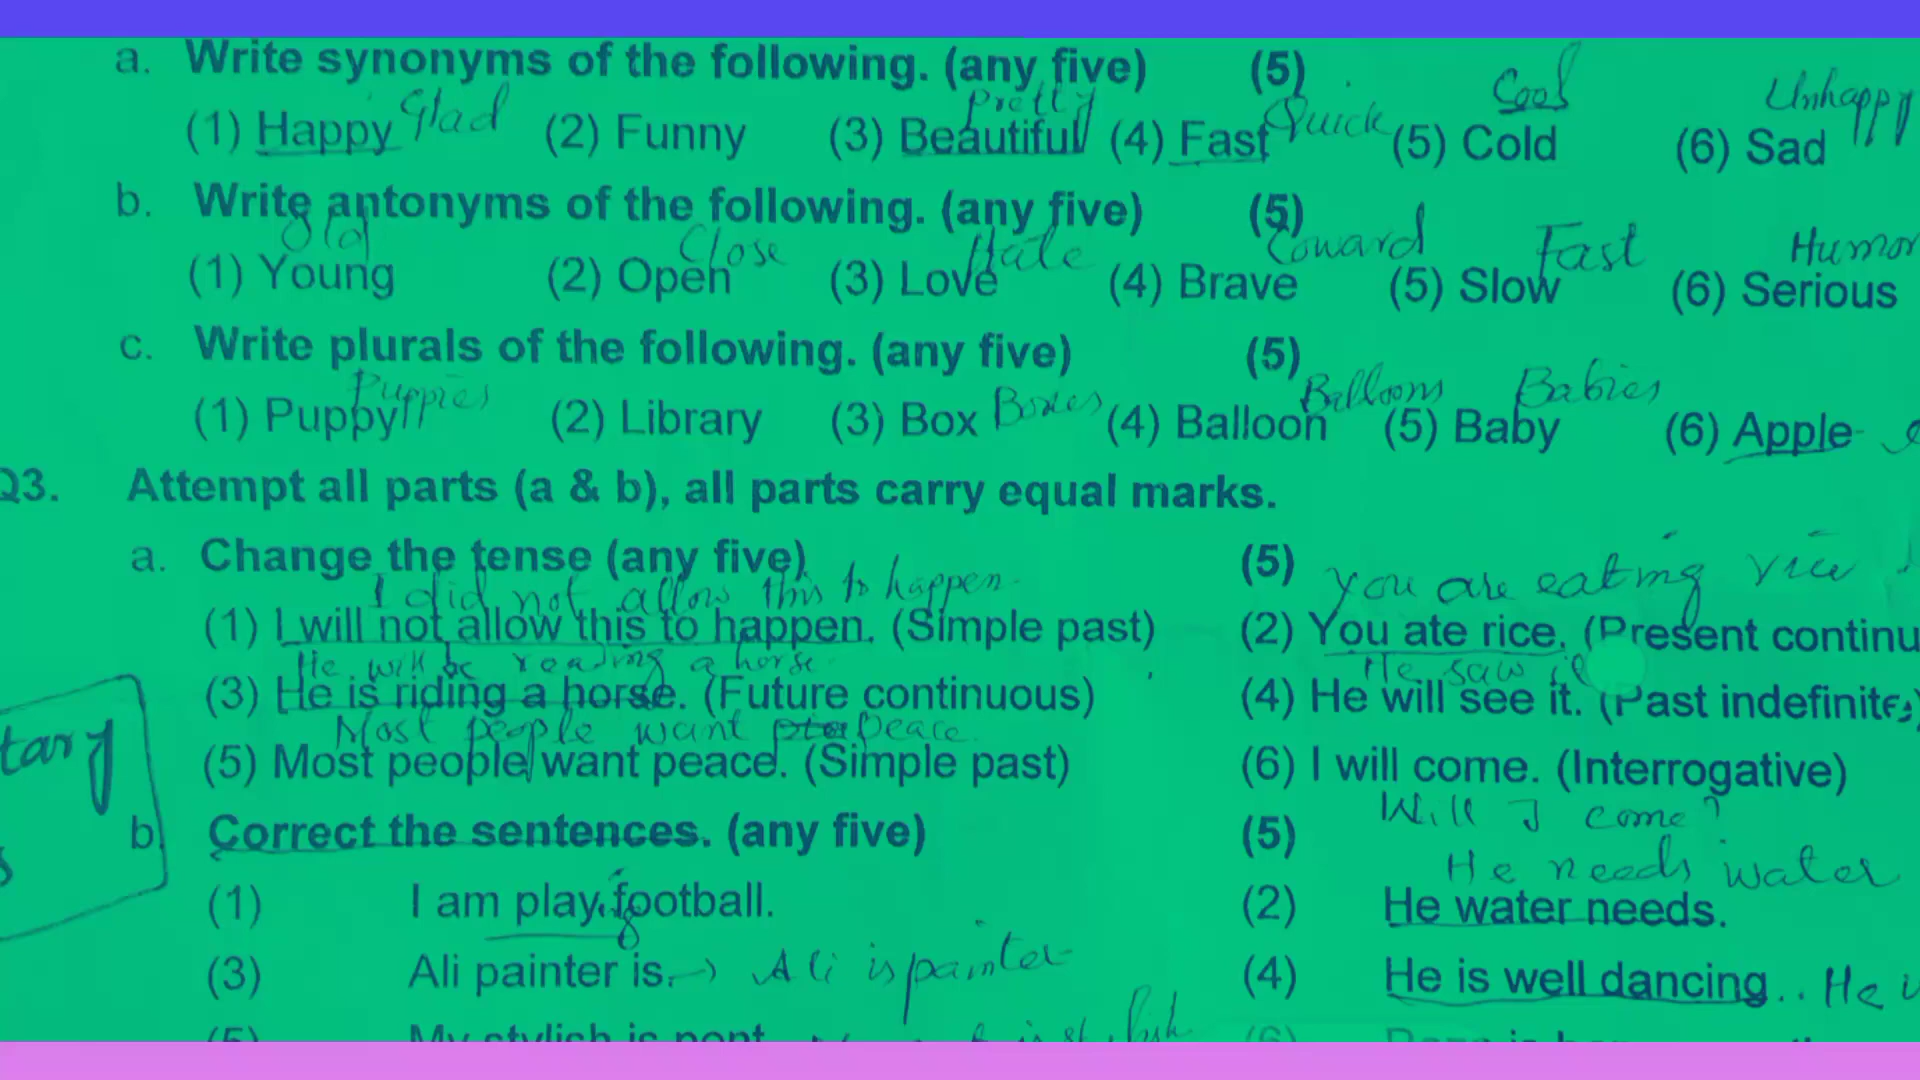 a. Write synonyms of the following. (any five) (5)
Glad Pretty Quick Cool Unhappy
(1) Happy (2) Funny (3) Beautiful (4) Fast (5) Cold (6) Sad
b. Write antonyms of the following. (any five) (5)
Old Close Hate Coward Fast Humor
(1) Young (2) Open (3) Love (4) Brave (5) Slow (6) Serious
c. Write plurals of the following. (any five) (5)
Puppies Boxes Balloons Babies
(1) Puppy (2) Library (3) Box (4) Balloon (5) Baby (6) Apple
Q3. Attempt all parts (a & b), all parts carry equal marks.
a. Change the tense (any five) (5)
I did not allow this to happen. You are eating rice
(1) I will not allow this to happen. (Simple past) (2) You ate rice. (Present continu
He will be reading a horse. He saw it
(3) He is riding a horse. (Future continuous) (4) He will see it. (Past indefinite)
Most people want Peace.
(5) Most people want peace. (Simple past) (6) I will come. (Interrogative)
Will I come?
b. Correct the sentences. (any five) (5)
He needs water
(1) I am play football. (2) He water needs.
(3) Ali painter is. → Ali is painter (4) He is well dancing. He
(5) My stylish is pent (6)